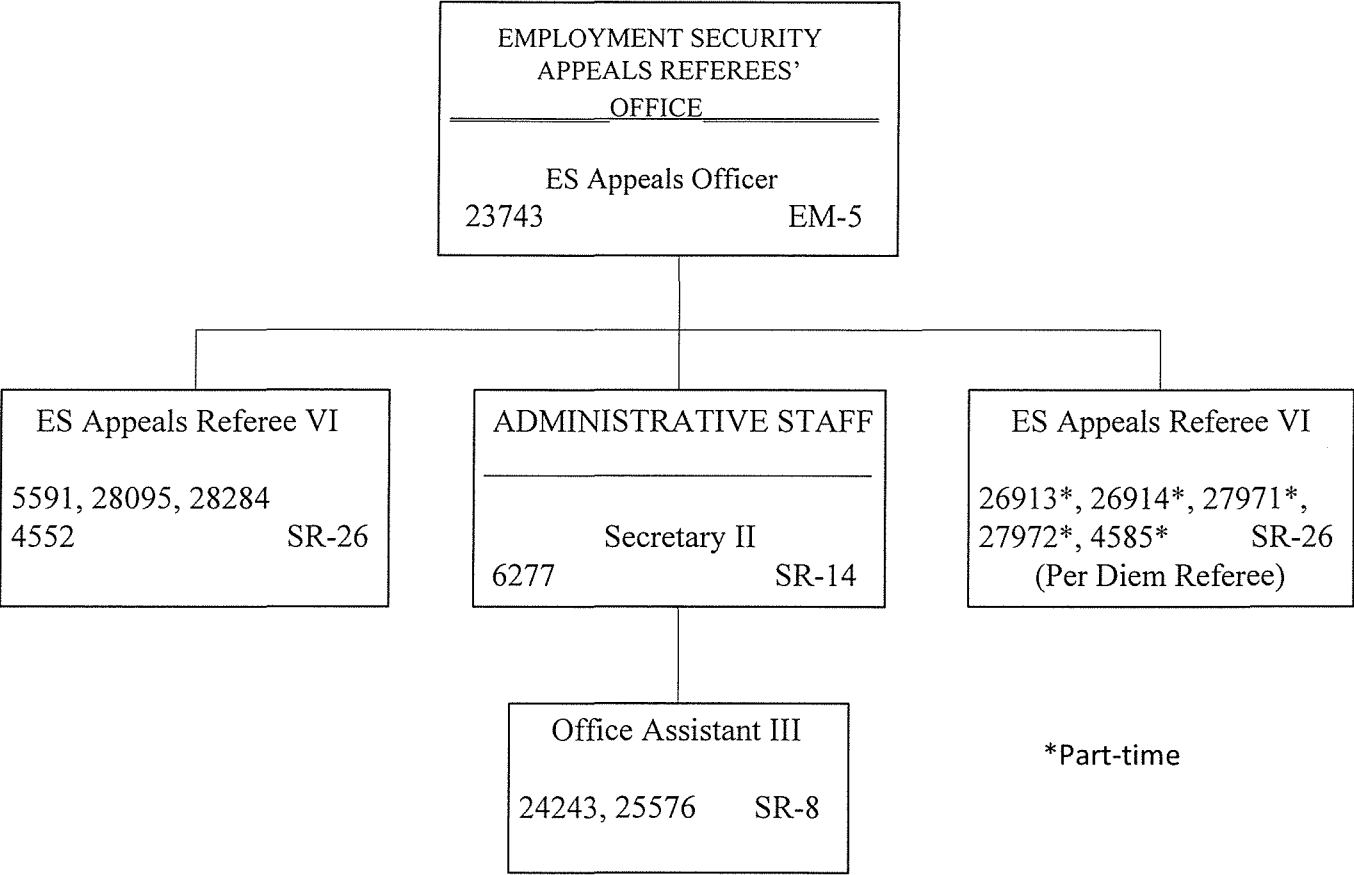 EMPLOYMENT SECURITY
APPEALS REFEREES’
OFFICE
ES Appeals Officer
23743 EM-5
ES Appeals Referee VI
5591, 28095, 28284
4552 SR-26
ADMINISTRATIVE STAFF
Secretary II
6277 SR-14
ES Appeals Referee VI
26913*, 26914*, 27971*,
27972*, 4585* SR-26
(Per Diem Referee)
Office Assistant III
24243, 25576 SR-8
*Part-time